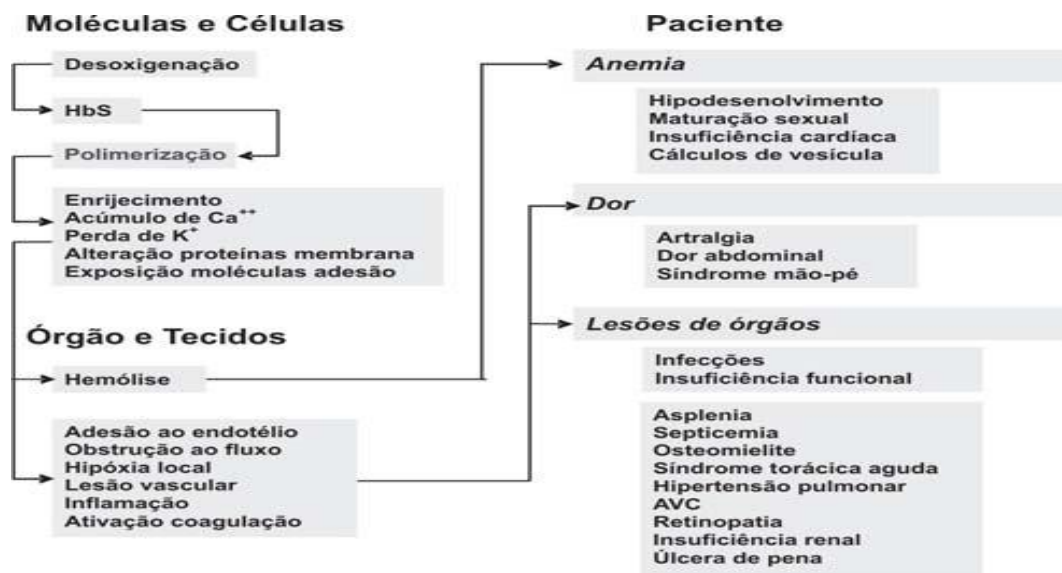 Moléculas e Células
Desoxigenação
HbS
Polimerização
Enrijecimento
Acúmulo de Ca⁺⁺
Perda de K⁺
Alteração proteínas membrana
Exposição moléculas adesão
Órgão e Tecidos
Hemólise
Adesão ao endotélio
Obstrução ao fluxo
Hipóxia local
Lesão vascular
Inflamação
Ativação coagulação
Paciente
Anemia
Hipodesenolvimento
Maturação sexual
Insuficiência cardíaca
Cálculos de vesícula
Dor
Artralgia
Dor abdominal
Síndrome mão-pé
Lesões de órgãos
Infecções
Insuficiência funcional
Asplenia
Septicemia
Osteomielite
Síndrome torácica aguda
Hipertensão pulmonar
AVC
Retinopatia
Insuficiência renal
Úlcera de pena